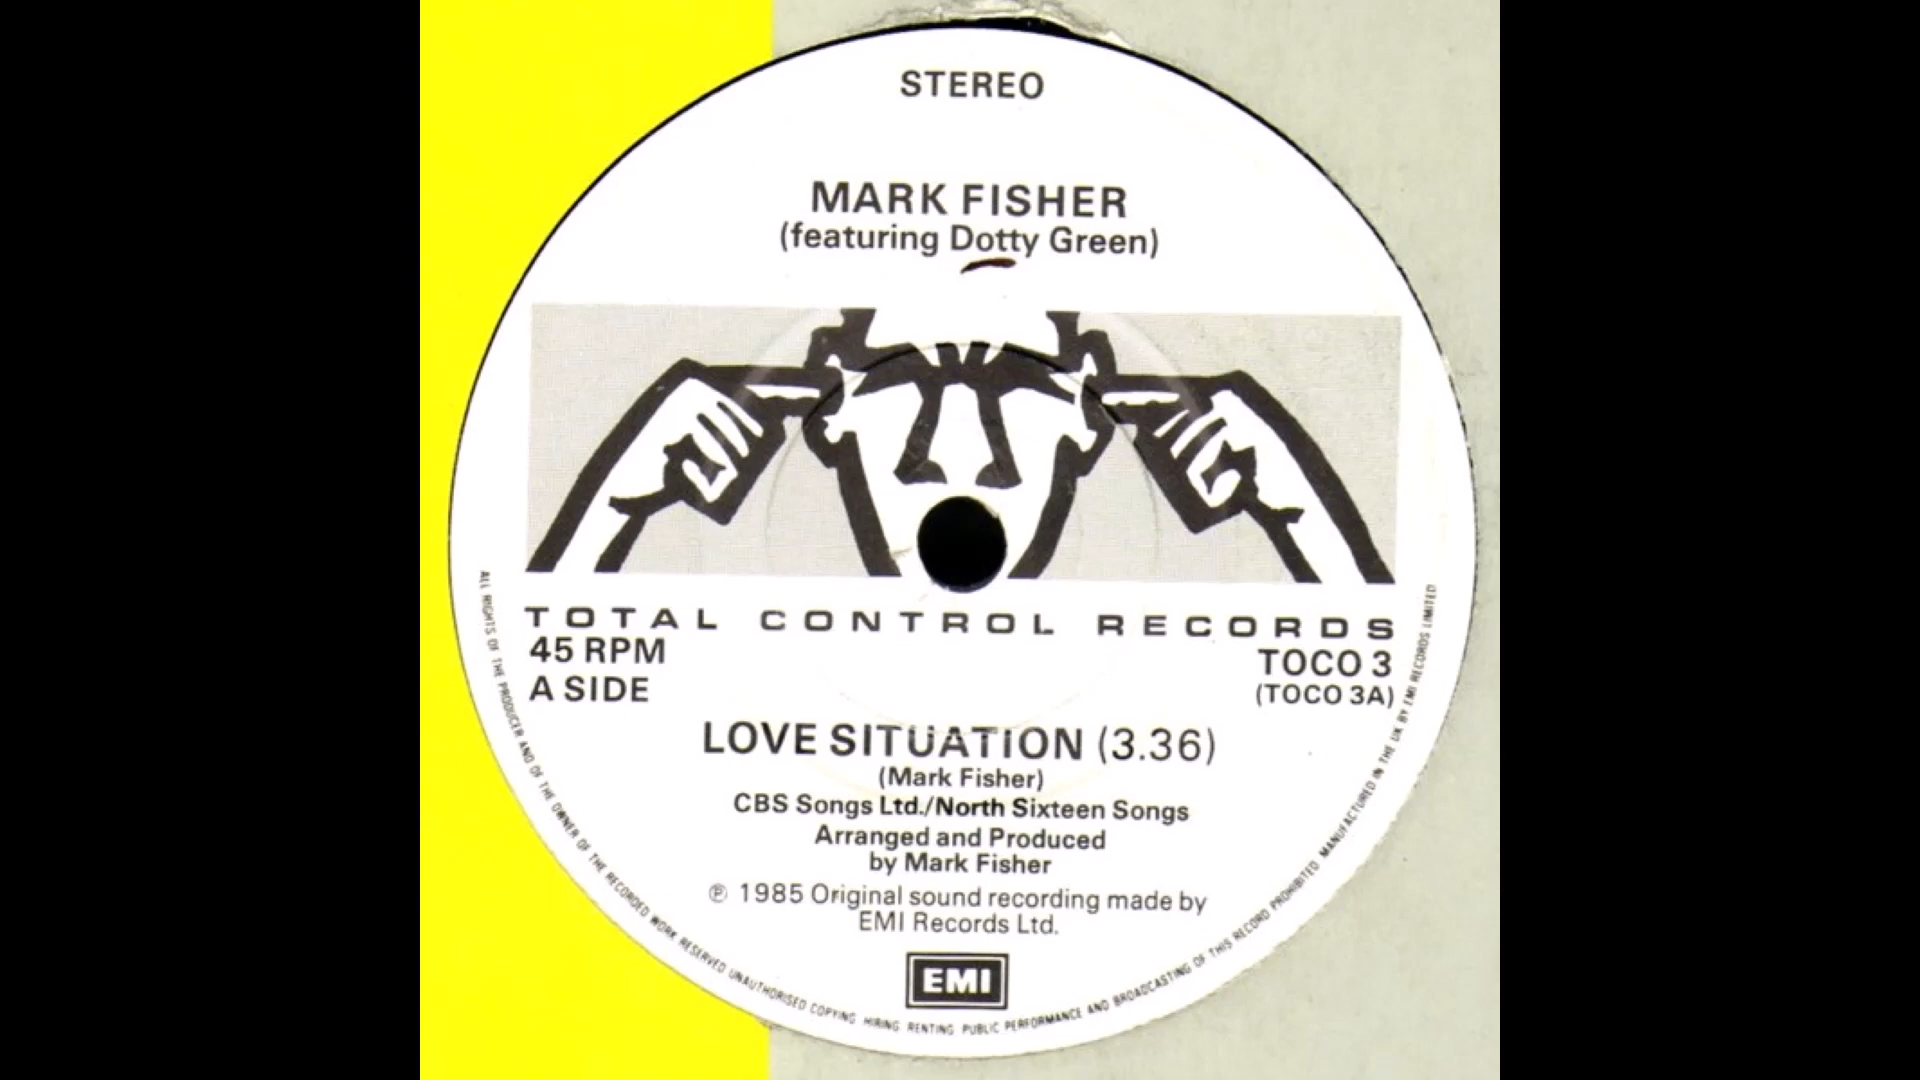 STEREO
MARK FISHER
(featuring Dotty Green)
TOTAL CONTROL RECORDS
45 RPM
TOCO 3
A SIDE
(TOCO 3A)
LOVE SITUATION (3.36)
(Mark Fisher)
CBS Songs Ltd./North Sixteen Songs
Arranged and Produced
by Mark Fisher
℗ 1985 Original sound recording made by
EMI Records Ltd.
EMI
ALL RIGHTS OF THE PRODUCER AND OF THE OWNER OF THE RECORDED WORK RESERVED UNAUTHORISED COPYING HIRING RENTING PUBLIC PERFORMANCE AND BROADCASTING OF THIS RECORD PROHIBITED MANUFACTURED IN THE UK BY EMI RECORDS LIMITED